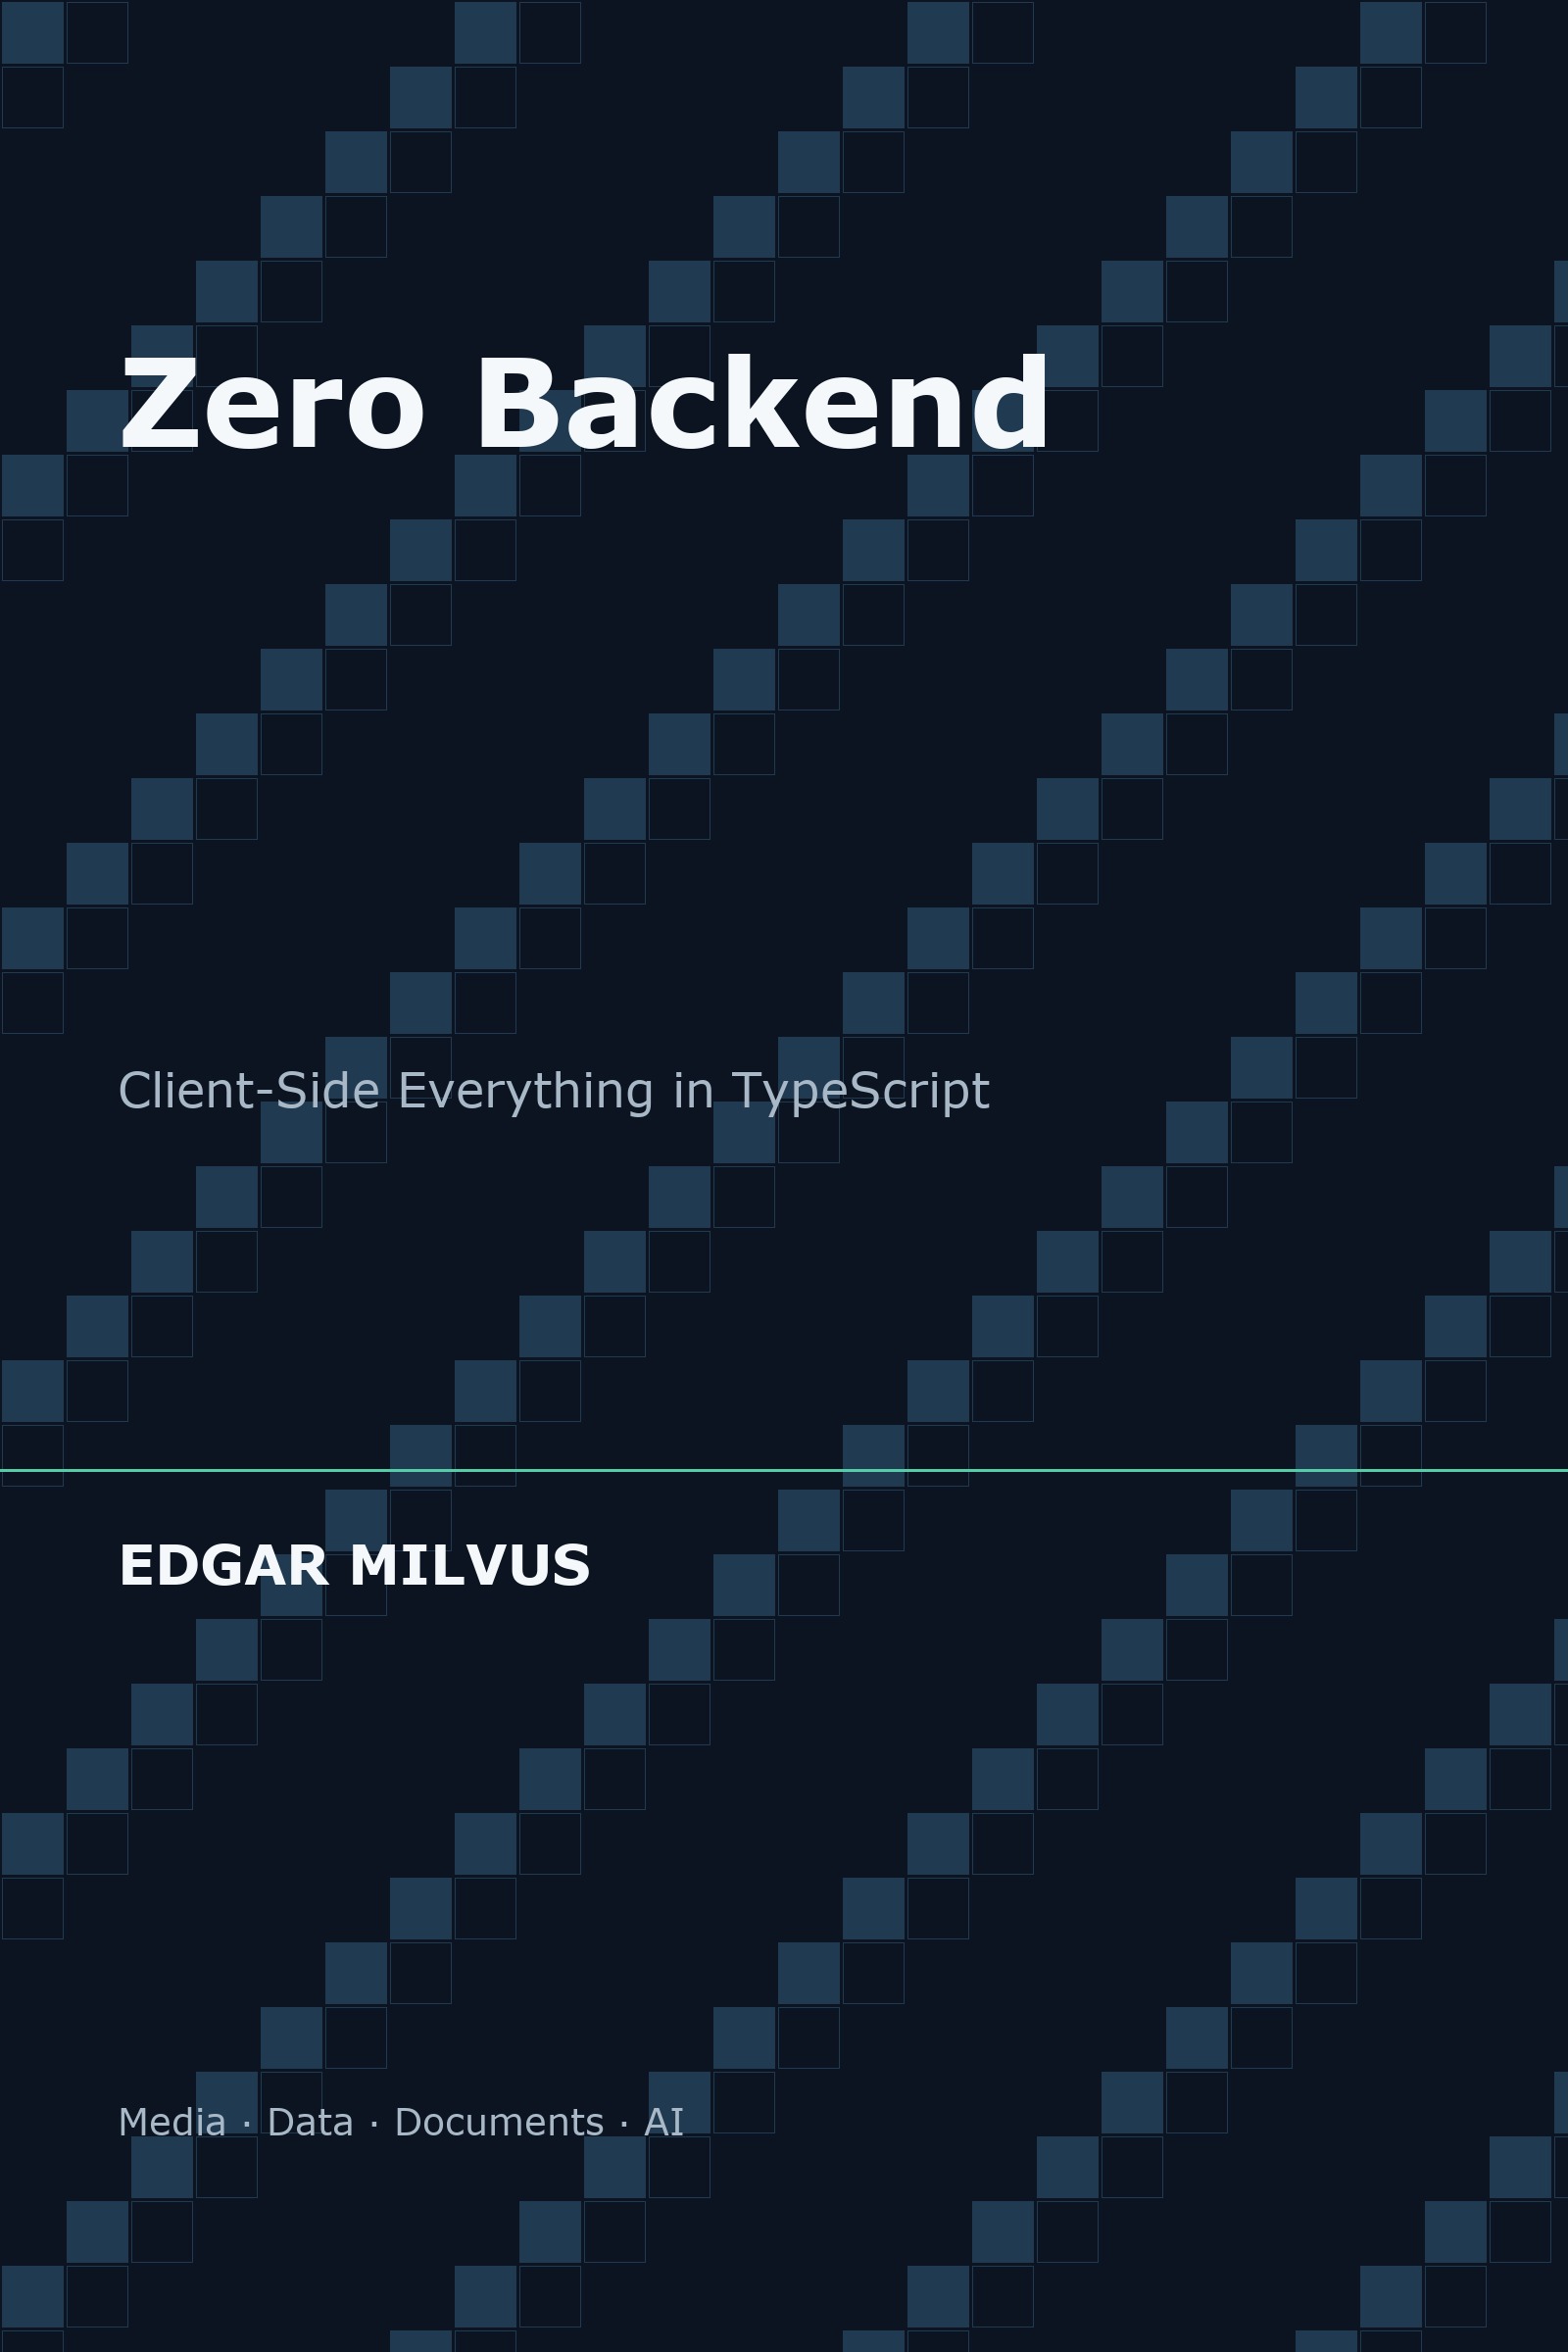 Zero Backend
Client-Side Everything in TypeScript
EDGAR MILVUS
Media · Data · Documents · AI